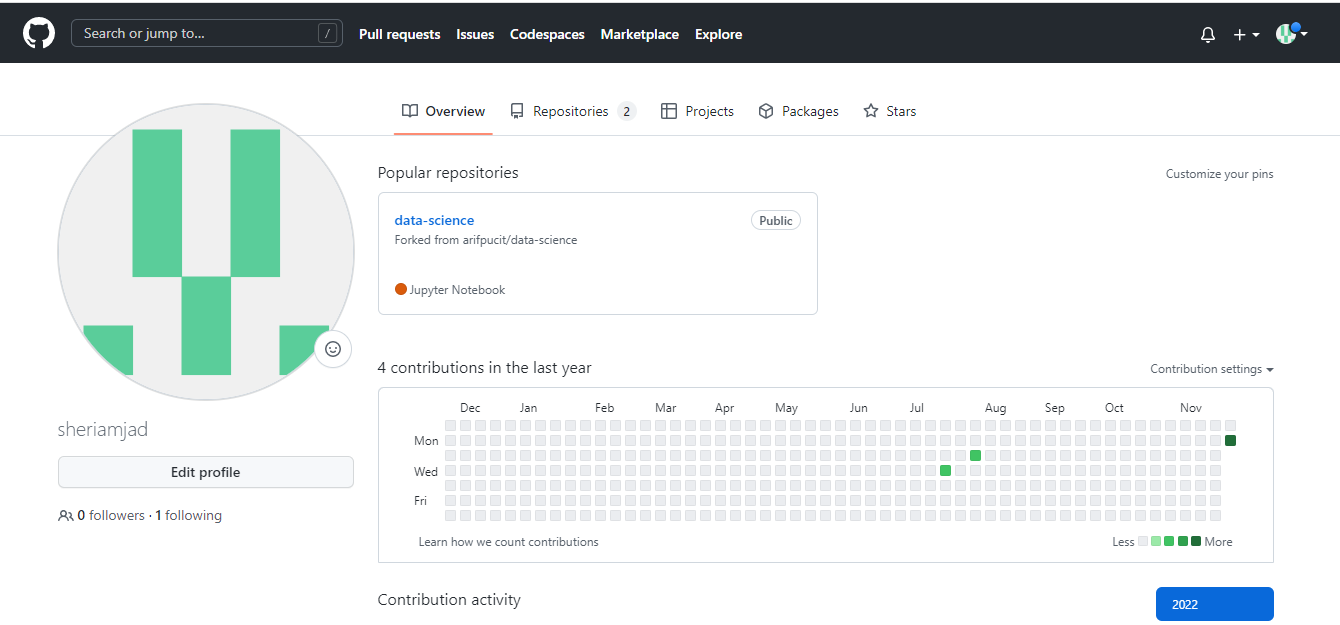 Search or jump to... / Pull requests Issues Codespaces Marketplace Explore
Overview Repositories 2 Projects Packages Stars
Popular repositories Customize your pins
data-science Public
Forked from arifpucit/data-science
Jupyter Notebook
4 contributions in the last year Contribution settings
Dec Jan Feb Mar Apr May Jun Jul Aug Sep Oct Nov
Mon
Wed
Fri
Learn how we count contributions Less More
sheriamjad
Edit profile
0 followers · 1 following
Contribution activity 2022